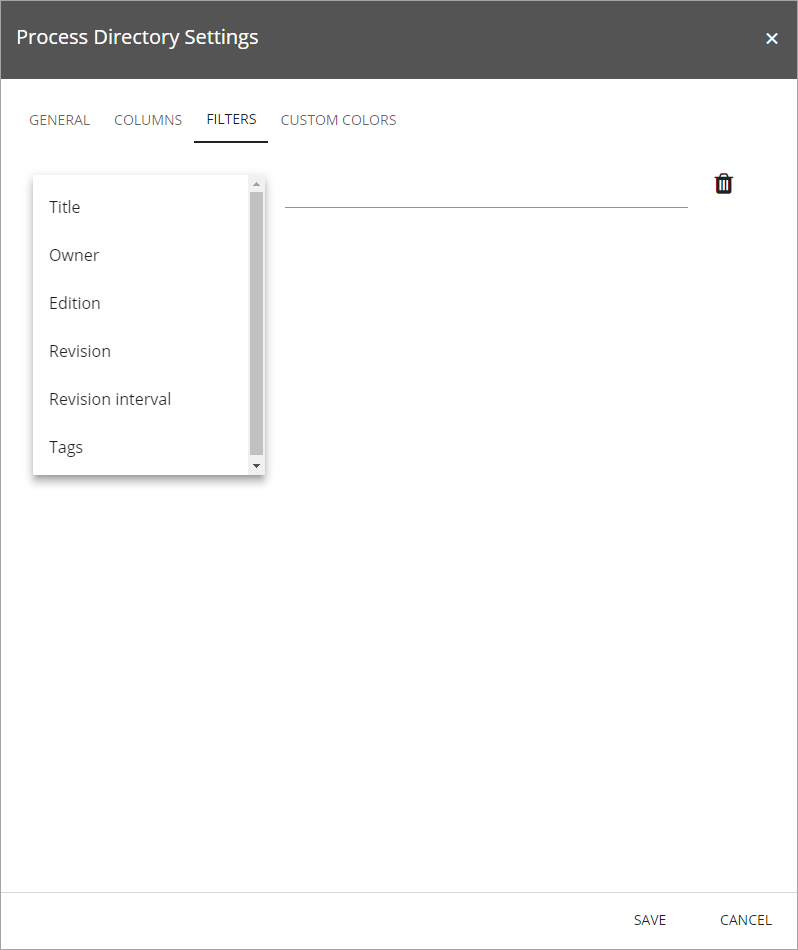 Process Directory Settings
GENERAL COLUMNS FILTERS CUSTOM COLORS
Title
Owner
Edition
Revision
Revision interval
Tags
SAVE CANCEL